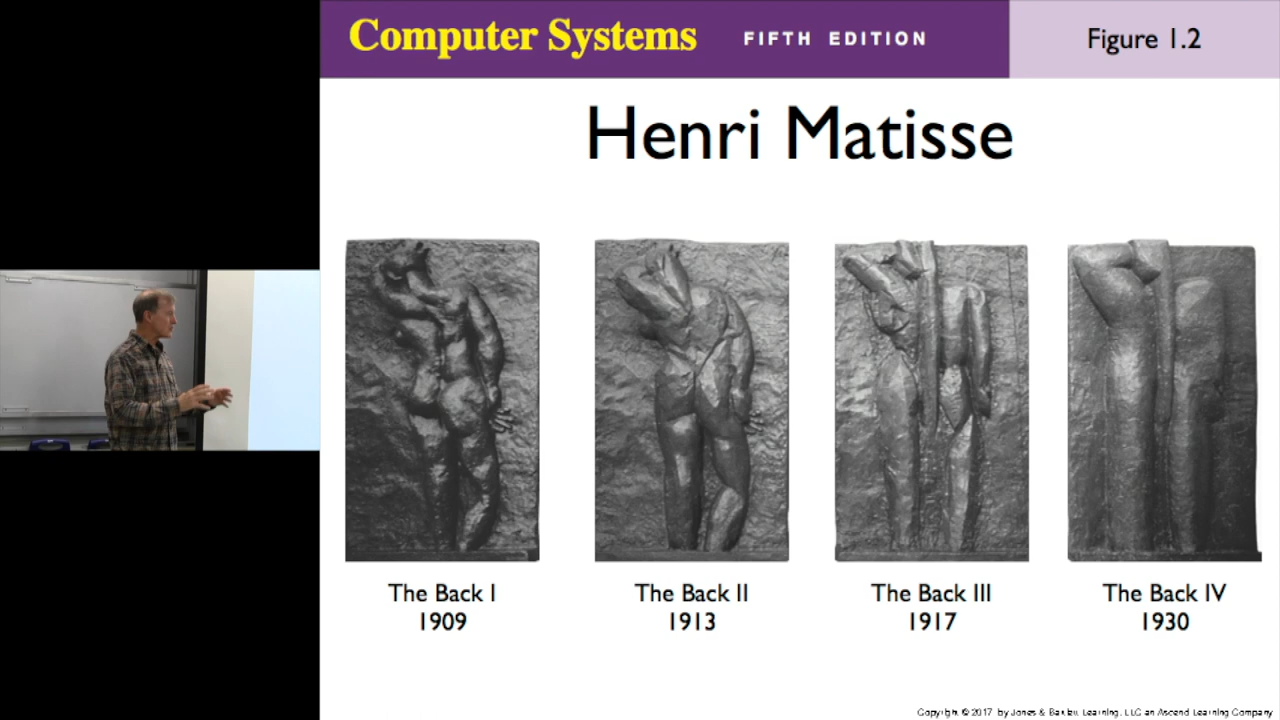 Computer Systems FIFTH EDITION Figure 1.2
Henri Matisse
The Back I The Back II The Back III The Back IV
1909 1913 1917 1930
Copyright © 2017 by Jones & Bartlett Learning, LLC an Ascend Learning Company